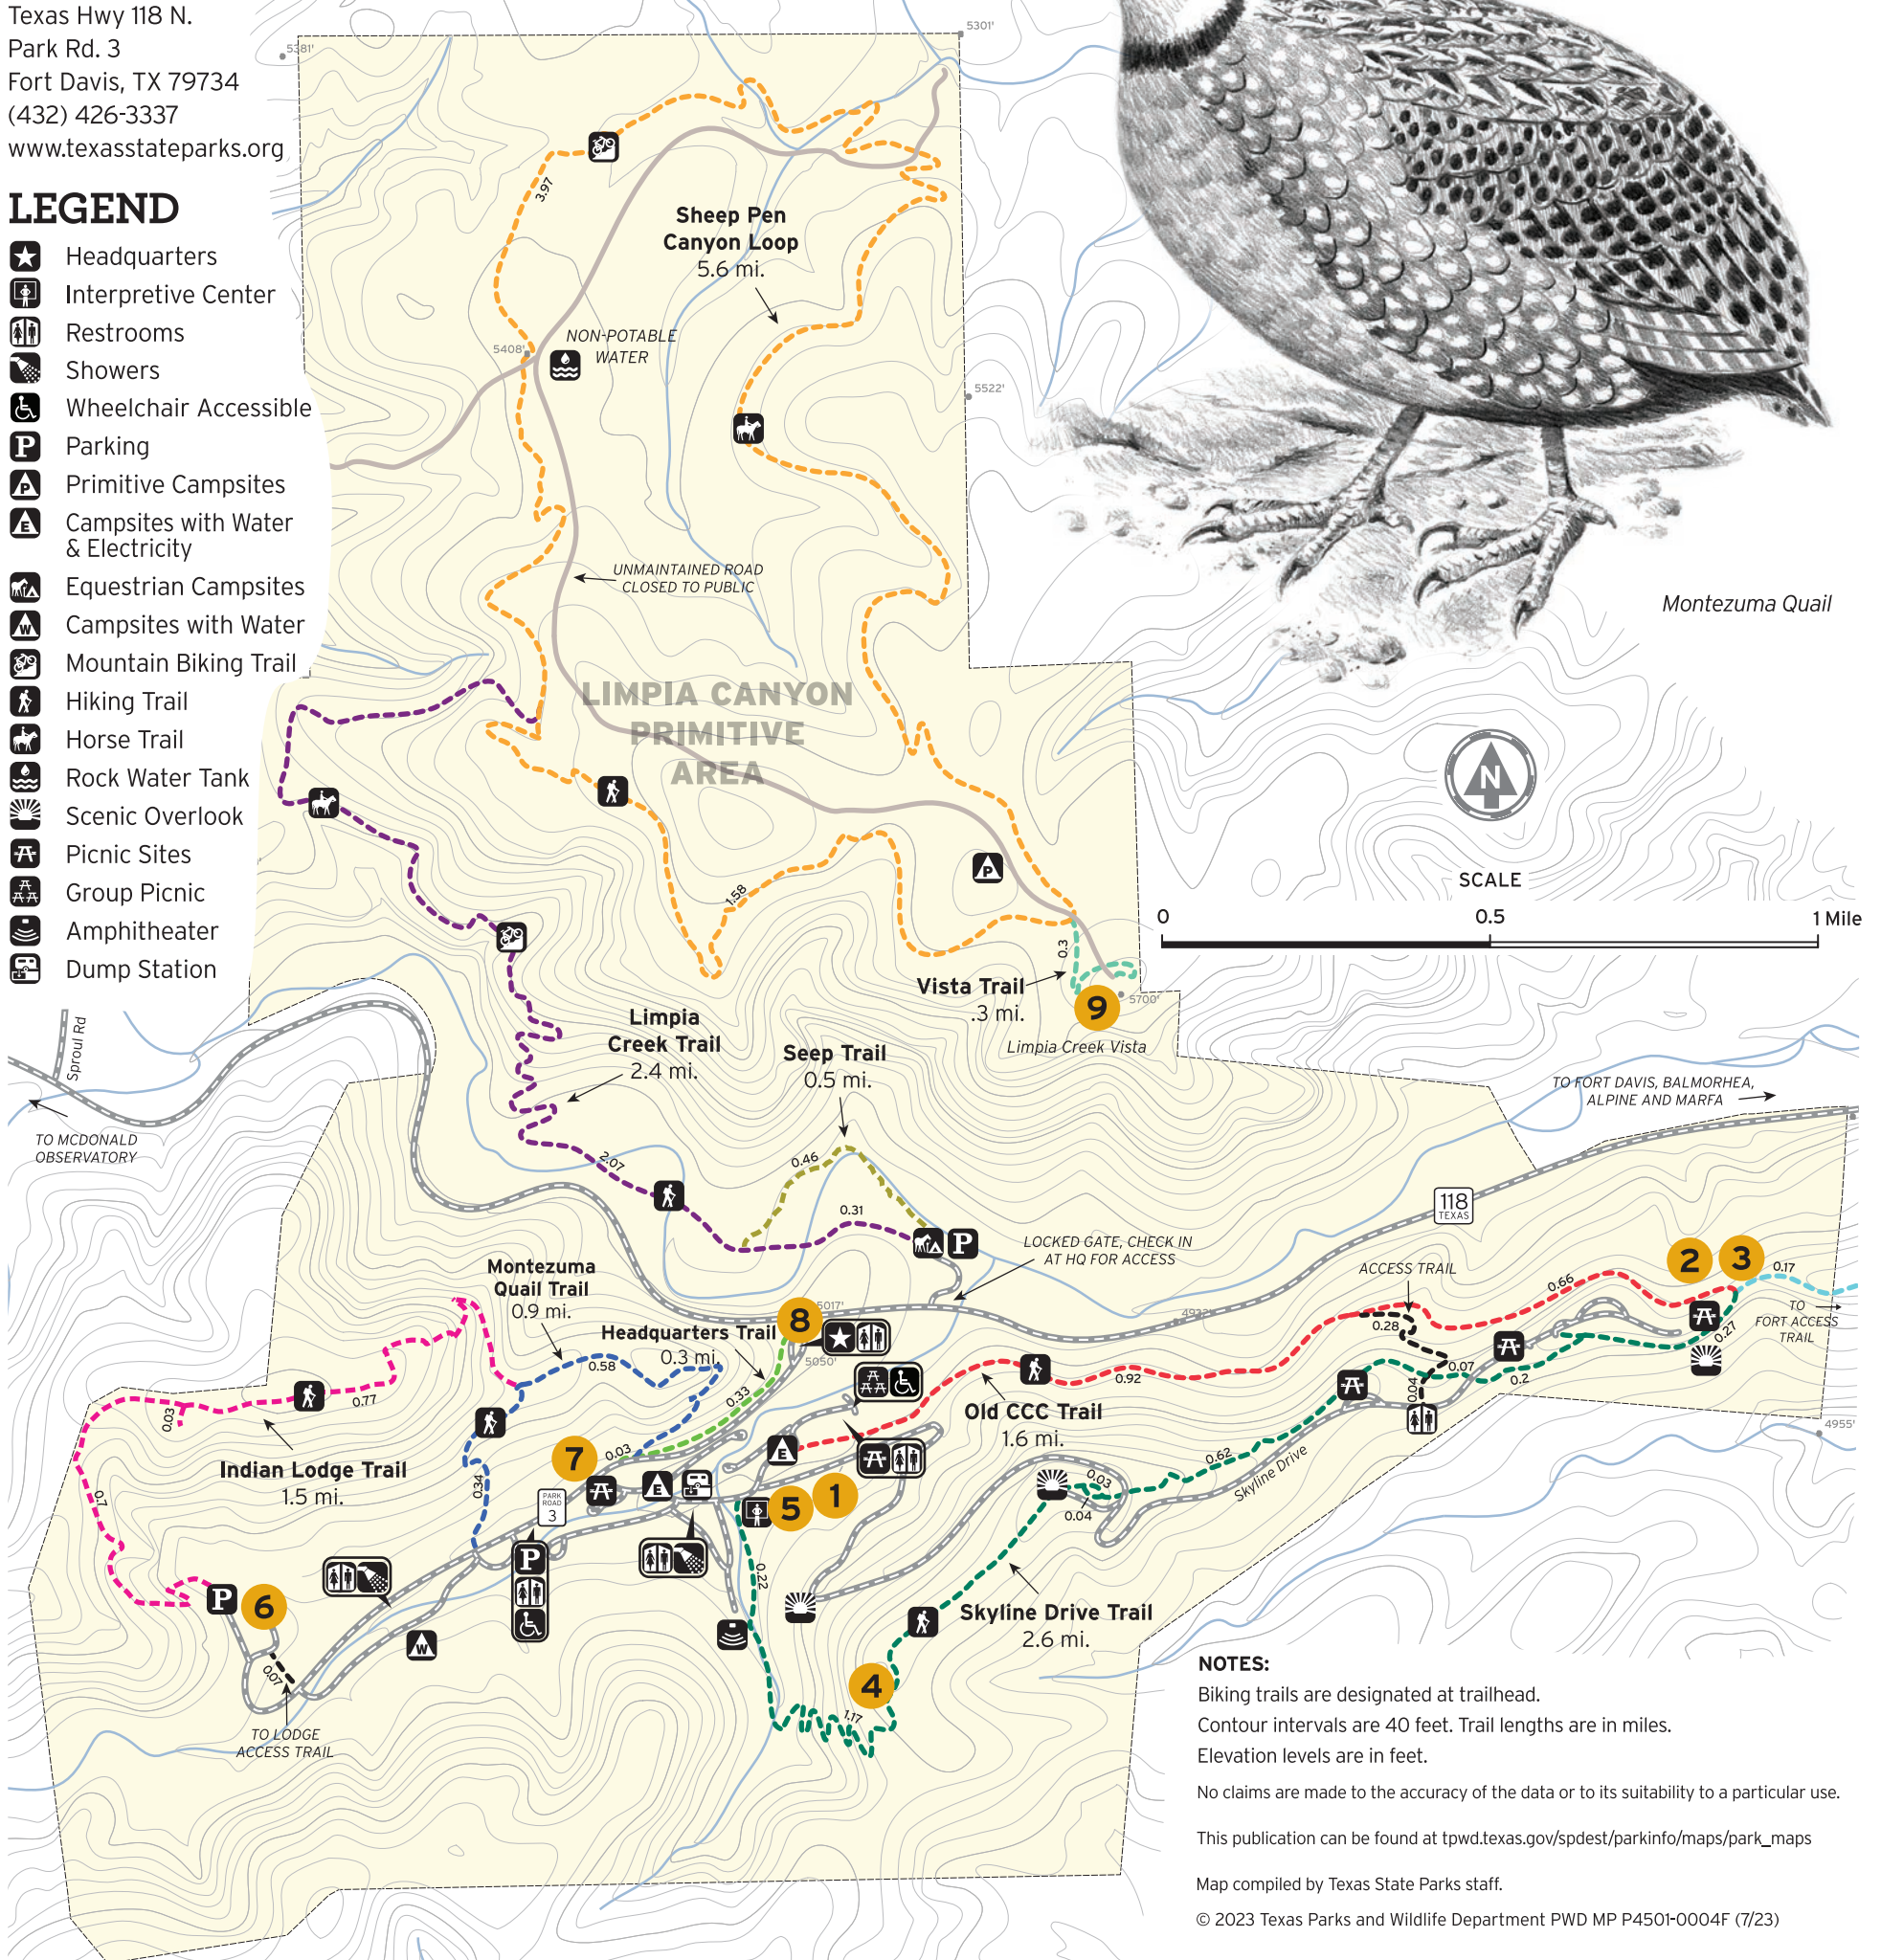 Texas Hwy 118 N.
Park Rd. 3
Fort Davis, TX 79734
(432) 426-3337
www.texasstateparks.org
LEGEND
Headquarters
Interpretive Center
Restrooms
Showers
Wheelchair Accessible
P
Parking
P
Primitive Campsites
E
Campsites with Water
& Electricity
Equestrian Campsites
W
Campsites with Water
Mountain Biking Trail
Hiking Trail
Horse Trail
Rock Water Tank
Scenic Overlook
Picnic Sites
Group Picnic
Amphitheater
Dump Station
5381'
5301'
3.97
Sheep Pen
Canyon Loop
5.6 mi.
NON-POTABLE
WATER
5408'
5522'
UNMAINTAINED ROAD
CLOSED TO PUBLIC
Montezuma Quail
LIMPIA CANYON
PRIMITIVE
AREA
N
SCALE
0
0.5
1 Mile
P
1.58
0.3
Vista Trail
.3 mi.
9
5700'
Limpia Creek Vista
Sproul Rd
TO MCDONALD
OBSERVATORY
Limpia
Creek Trail
2.4 mi.
Seep Trail
0.5 mi.
TO FORT DAVIS, BALMORHEA,
ALPINE AND MARFA
2.07
0.46
0.31
P
LOCKED GATE, CHECK IN
AT HQ FOR ACCESS
118
TEXAS
Montezuma
Quail Trail
0.9 mi.
ACCESS TRAIL
2
3
0.17
0.66
TO
FORT ACCESS
TRAIL
8
5017'
4932'
Headquarters Trail
0.3 mi.
5050'
0.28
0.27
0.58
0.07
0.2
0.04
0.92
0.33
0.77
0.03
Old CCC Trail
1.6 mi.
4955'
Indian Lodge Trail
1.5 mi.
7
0.03
E
E
0.34
0.7
PARK
ROAD
3
5
1
0.62
Skyline Drive
0.03
0.04
0.22
P
P
6
W
Skyline Drive Trail
2.6 mi.
4
1.17
0.07
TO LODGE
ACCESS TRAIL
NOTES:
Biking trails are designated at trailhead.
Contour intervals are 40 feet. Trail lengths are in miles.
Elevation levels are in feet.
No claims are made to the accuracy of the data or to its suitability to a particular use.
This publication can be found at tpwd.texas.gov/spdest/parkinfo/maps/park_maps
Map compiled by Texas State Parks staff.
© 2023 Texas Parks and Wildlife Department PWD MP P4501-0004F (7/23)